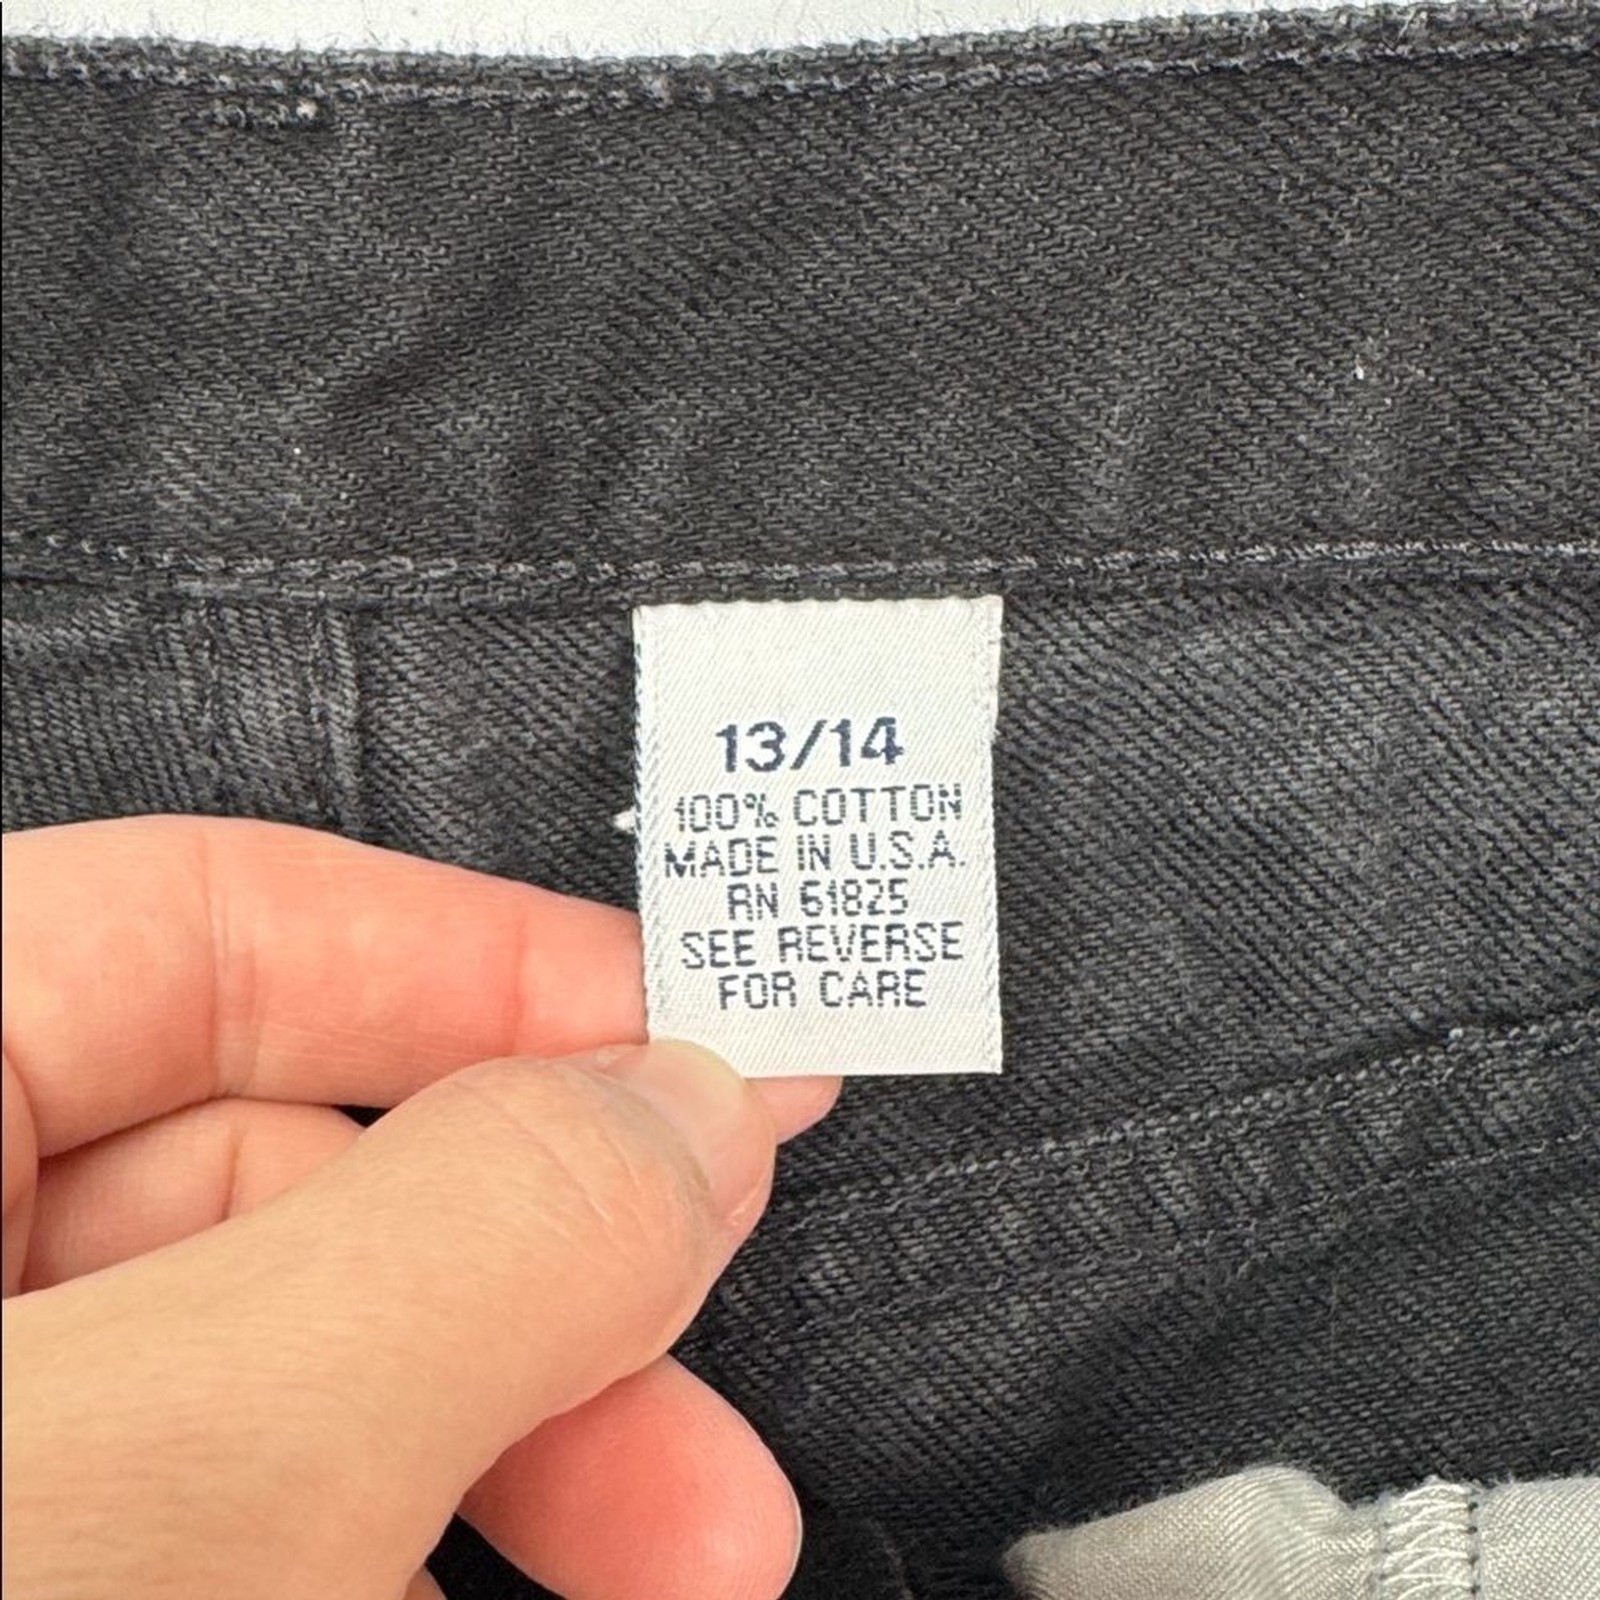 13/14
100% COTTON
MADE IN U.S.A.
RN 61825
SEE REVERSE
FOR CARE